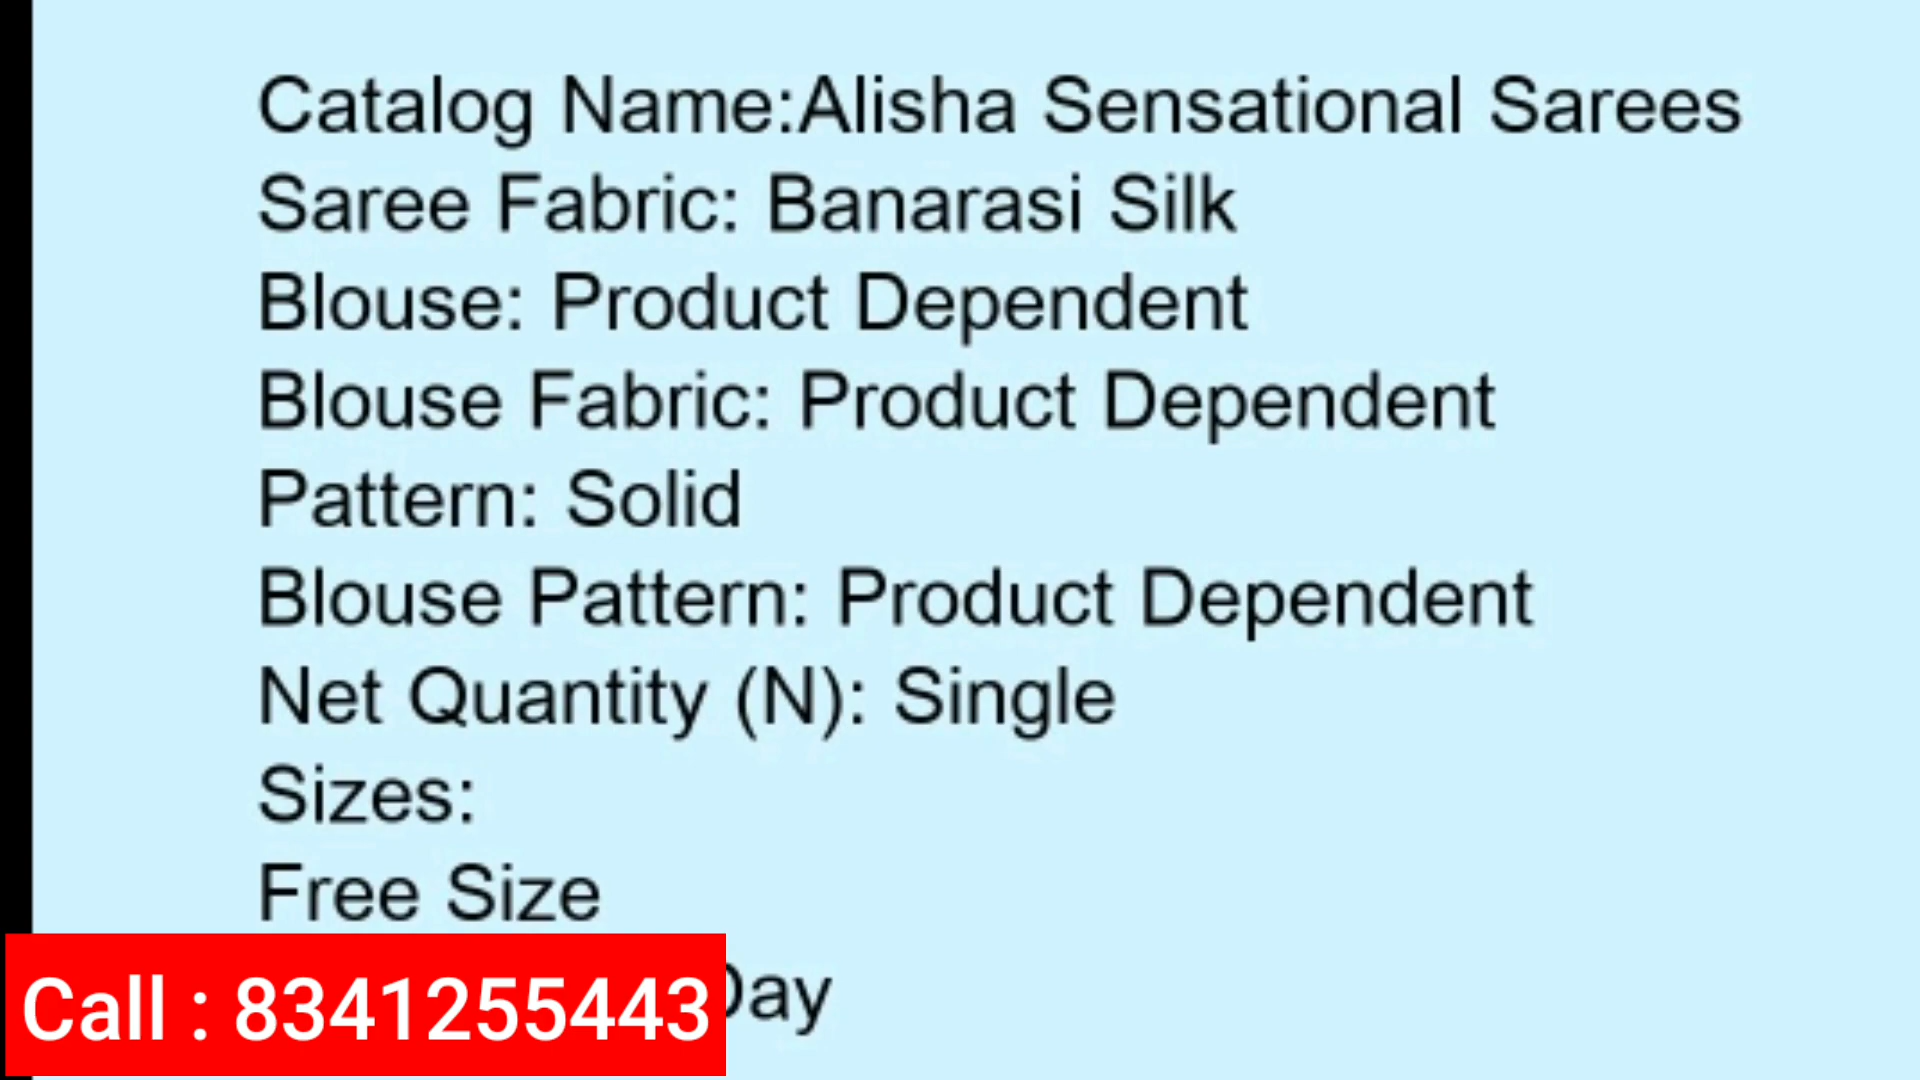 Catalog Name:Alisha Sensational Sarees
Saree Fabric: Banarasi Silk
Blouse: Product Dependent
Blouse Fabric: Product Dependent
Pattern: Solid
Blouse Pattern: Product Dependent
Net Quantity (N): Single
Sizes:
Free Size
Day
Call : 8341255443